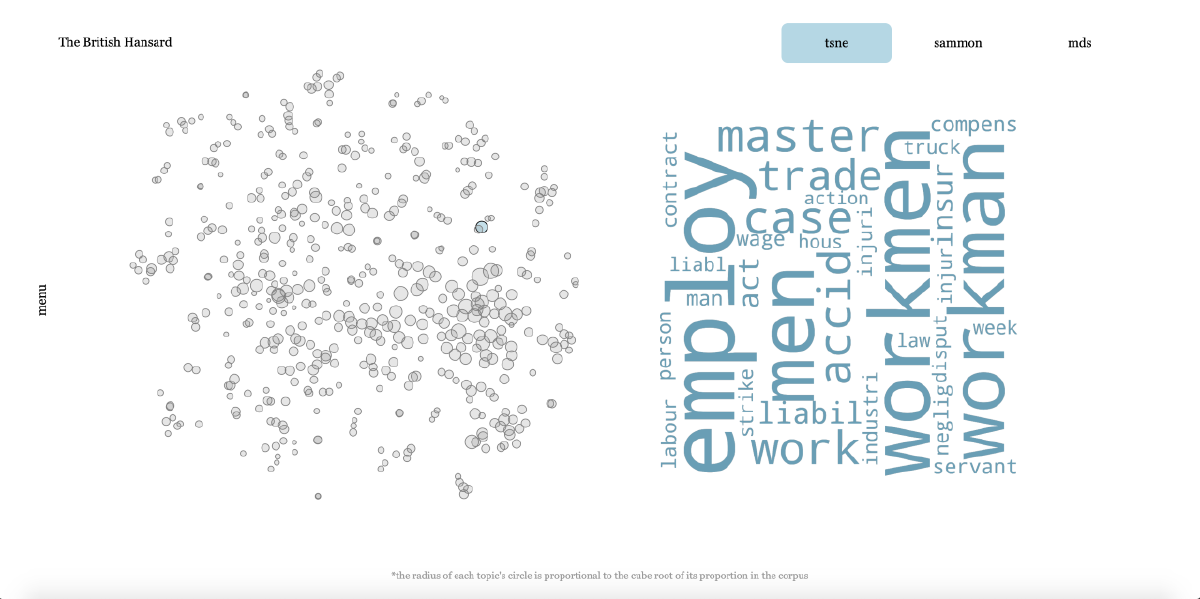 The British Hansard
tsne
sammon
mds
menu
compens
master
truck
contract
trade
employ
workmen
workman
insur
action
case
injuri
wage
hous
liabl
act
accid
men
man
injur
person
week
law
disput
strike
industri
labour
liabil
neglig
work
servant
*the radius of each topic's circle is proportional to the cube root of its proportion in the corpus